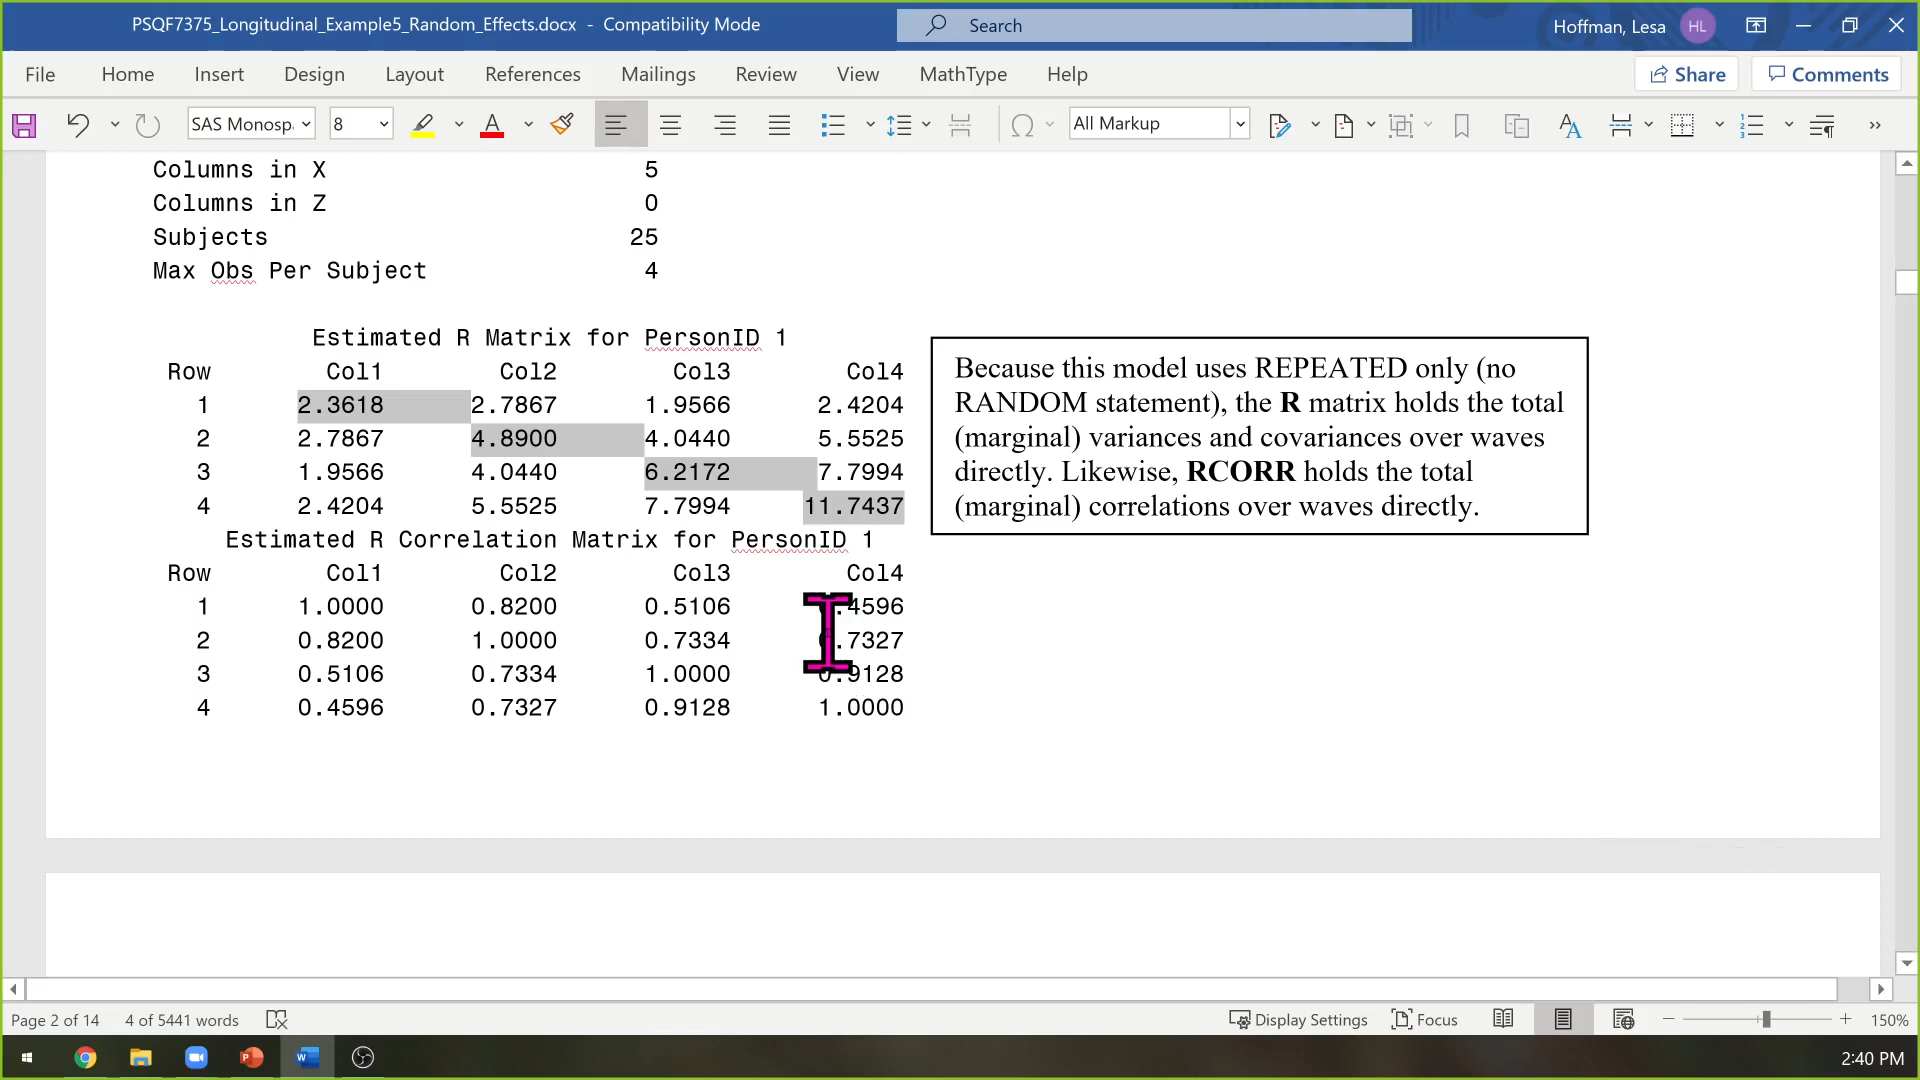 PSQF7375_Longitudinal_Example5_Random_Effects.docx - Compatibility Mode
Search
Hoffman, Lesa
HL
File Home Insert Design Layout References Mailings Review View MathType Help
Share Comments
SAS Monosp 8
All Markup
Columns in X 5
Columns in Z 0
Subjects 25
Max Obs Per Subject 4
Estimated R Matrix for PersonID 1
Row Col1 Col2 Col3 Col4
1 2.3618 2.7867 1.9566 2.4204
2 2.7867 4.8900 4.0440 5.5525
3 1.9566 4.0440 6.2172 7.7994
4 2.4204 5.5525 7.7994 11.7437
Because this model uses REPEATED only (no
RANDOM statement), the R matrix holds the total
(marginal) variances and covariances over waves
directly. Likewise, RCORR holds the total
(marginal) correlations over waves directly.
Estimated R Correlation Matrix for PersonID 1
Row Col1 Col2 Col3 Col4
1 1.0000 0.8200 0.5106 .4596
2 0.8200 1.0000 0.7334 .7327
3 0.5106 0.7334 1.0000 0.9128
4 0.4596 0.7327 0.9128 1.0000
Page 2 of 14 4 of 5441 words
Display Settings Focus 150%
2:40 PM